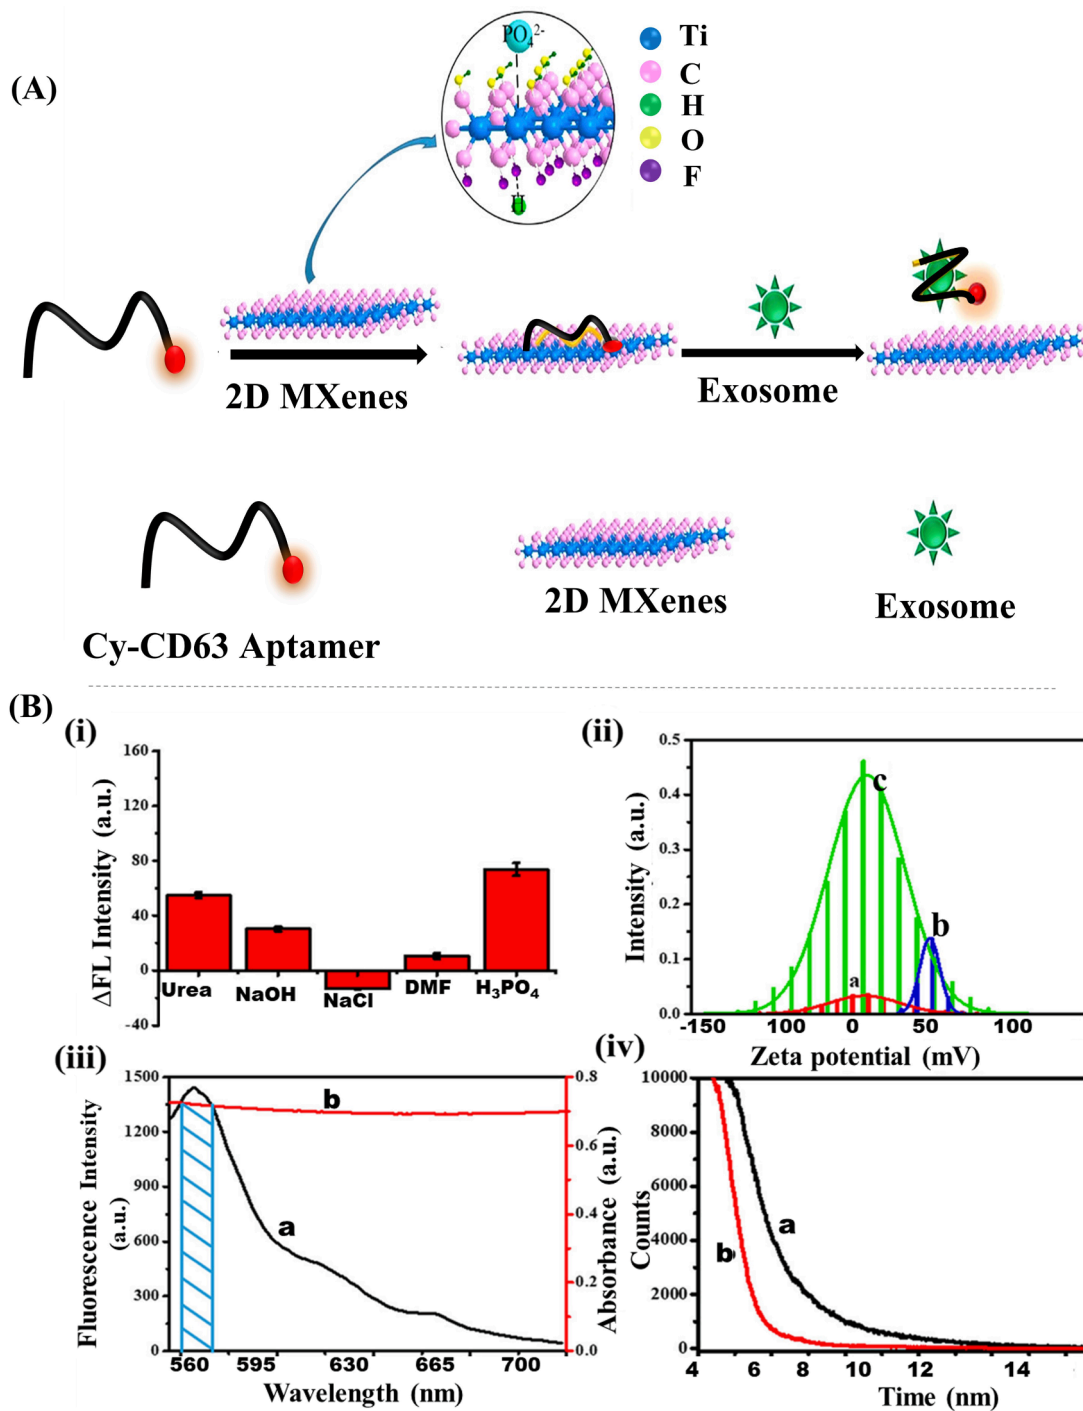 (A)
PO₄²⁻
H
Ti
C
H
O
F
2D MXenes
Exosome
Cy-CD63 Aptamer
2D MXenes
Exosome
(B)
(i)
ΔFL Intensity (a.u.)
160
120
80
40
0
-40
Urea
NaOH
NaCl
DMF
H₃PO₄
(ii)
Intensity (a.u.)
0.5
0.4
0.3
0.2
0.1
0.0
c
b
a
-150
100
0
50
100
Zeta potential (mV)
(iii)
Fluorescence Intensity
(a.u.)
1500
1200
900
600
300
0
b
a
0.8
0.6
0.4
0.2
0.0
Absorbance (a.u.)
560
595
630
665
700
Wavelength (nm)
(iv)
Counts
10000
8000
6000
4000
2000
0
a
b
4
6
8
10
12
14
Time (nm)